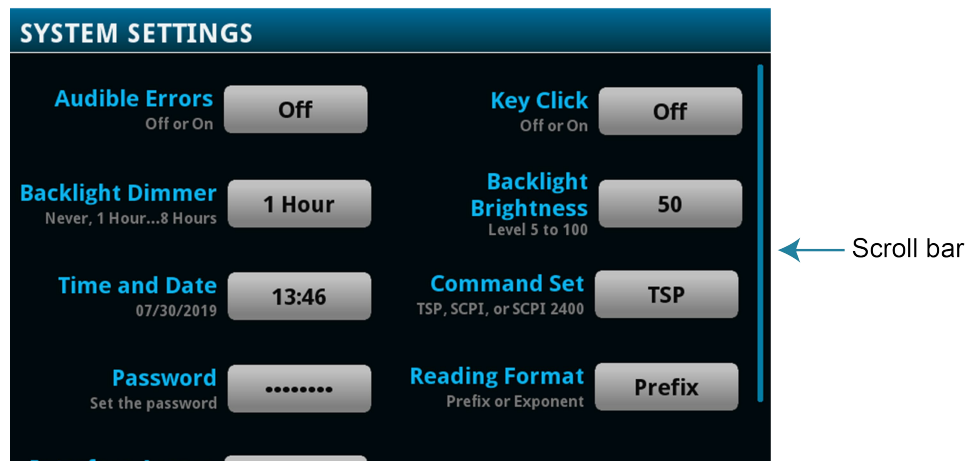 SYSTEM SETTINGS
Audible Errors
Off or On
Off
Key Click
Off or On
Off
Backlight Dimmer
Never, 1 Hour...8 Hours
1 Hour
Backlight
Brightness
Level 5 to 100
50
Scroll bar
Time and Date
07/30/2019
13:46
Command Set
TSP, SCPI, or SCPI 2400
TSP
Password
Set the password
••••••••
Reading Format
Prefix or Exponent
Prefix